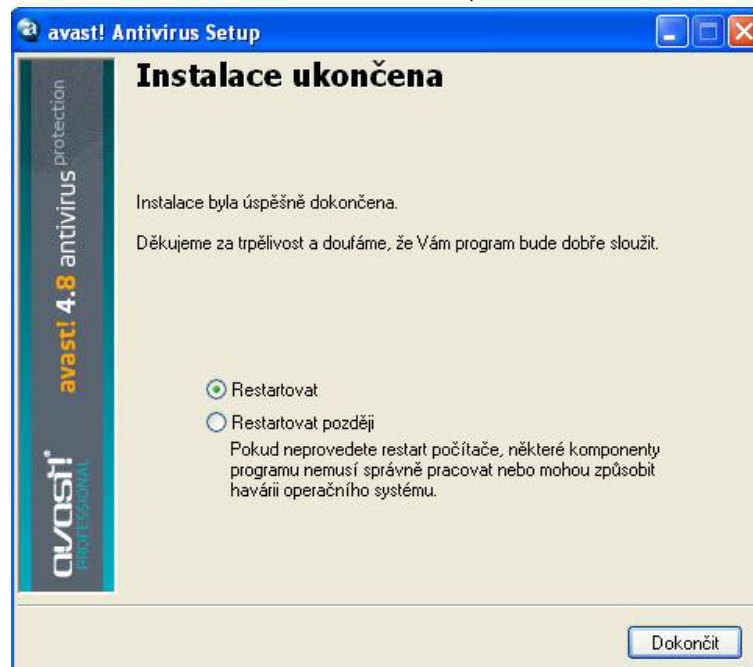 avast! Antivirus Setup
Instalace ukončena
Instalace byla úspěšně dokončena.
Děkujeme za trpělivost a doufáme, že Vám program bude dobře sloužit.
Restartovat
Restartovat později
Pokud neprovedete restart počítače, některé komponenty
programu nemusí správně pracovat nebo mohou způsobit
havárii operačního systému.
avast! 4.8 antivirus protection
avast!
PROFESSIONAL
Dokončit